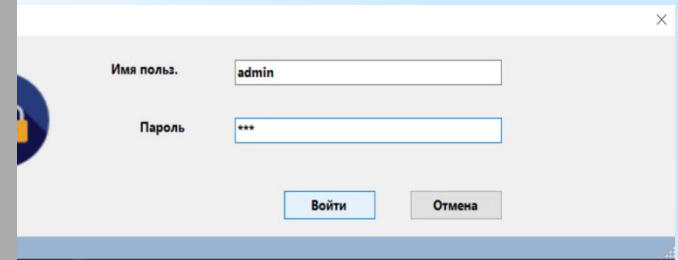 Имя польз.
admin
Пароль
***
Войти
Отмена